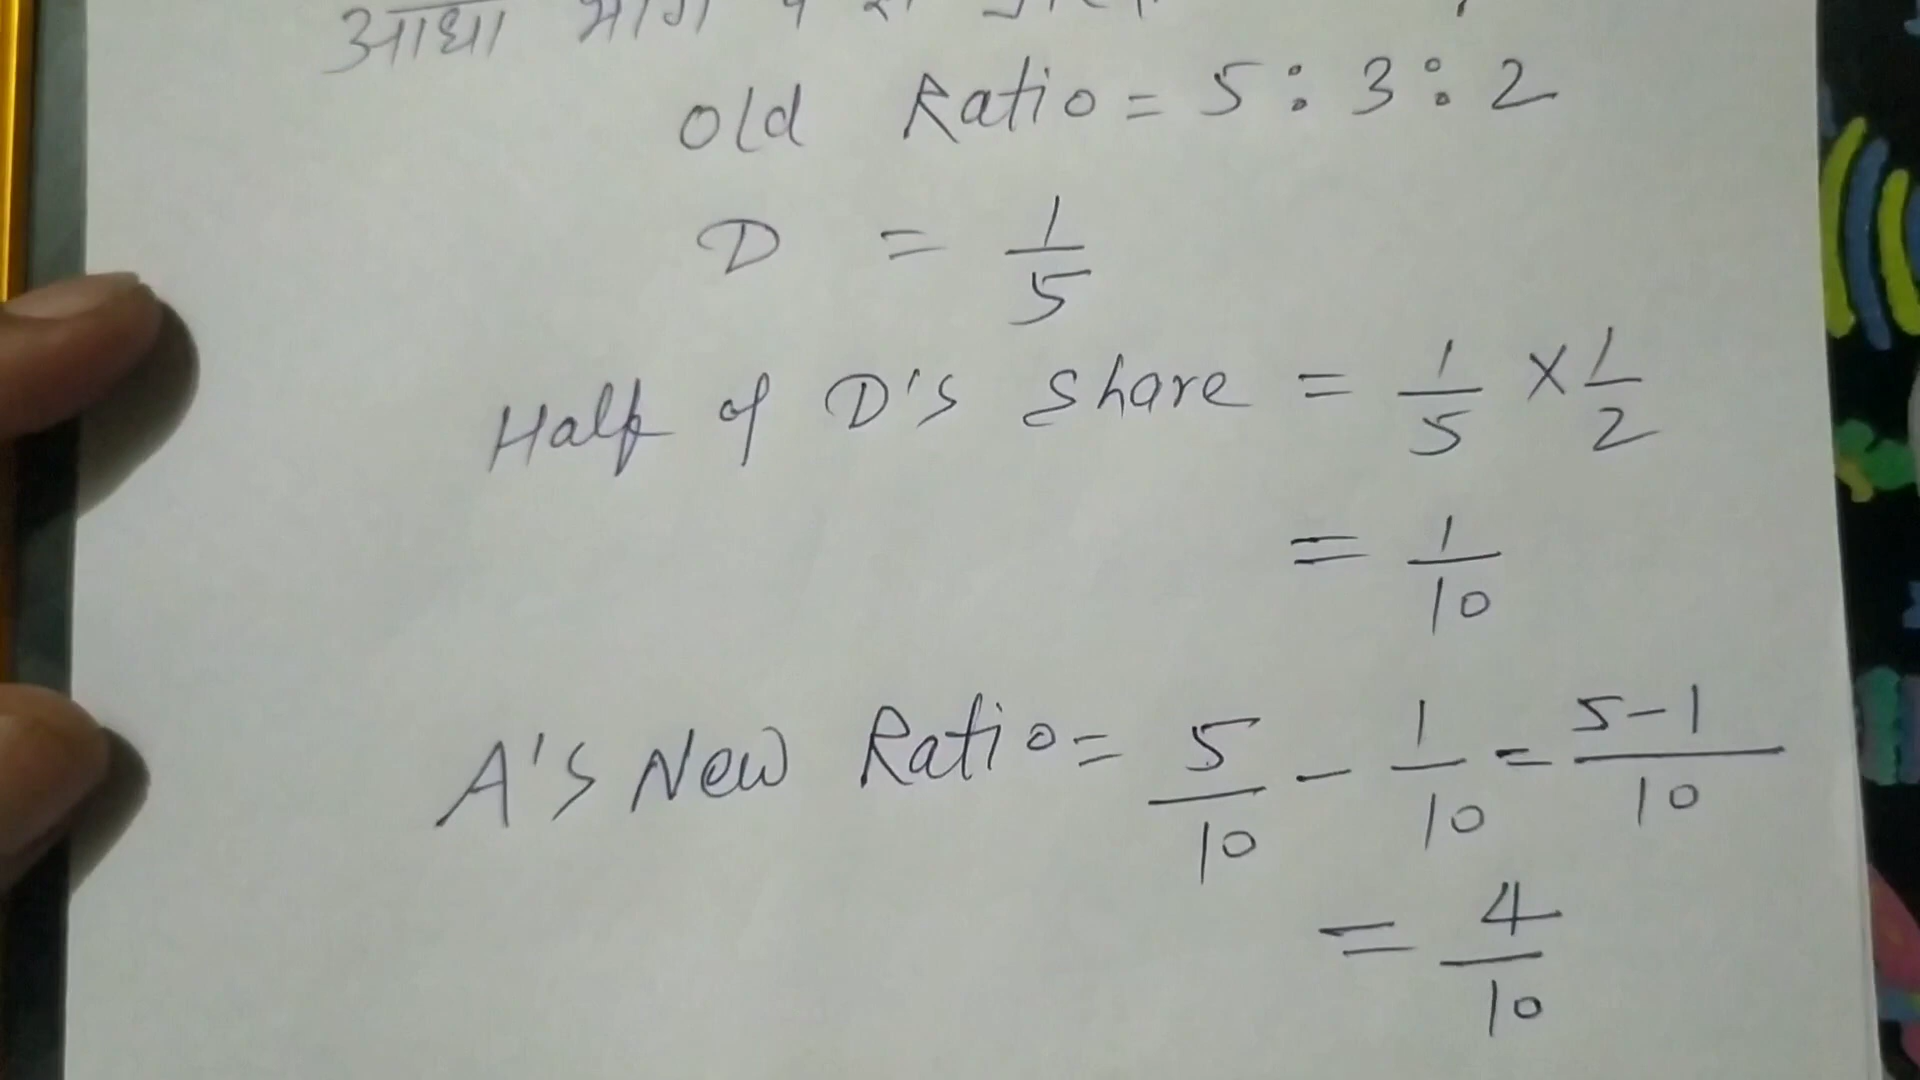 आधा भाग
Old Ratio = 5 : 3 : 2
D = 1/5
Half of D's Share = 1/5 × 1/2
= 1/10
A's New Ratio = 5/10 - 1/10 = 5-1/10
= 4/10